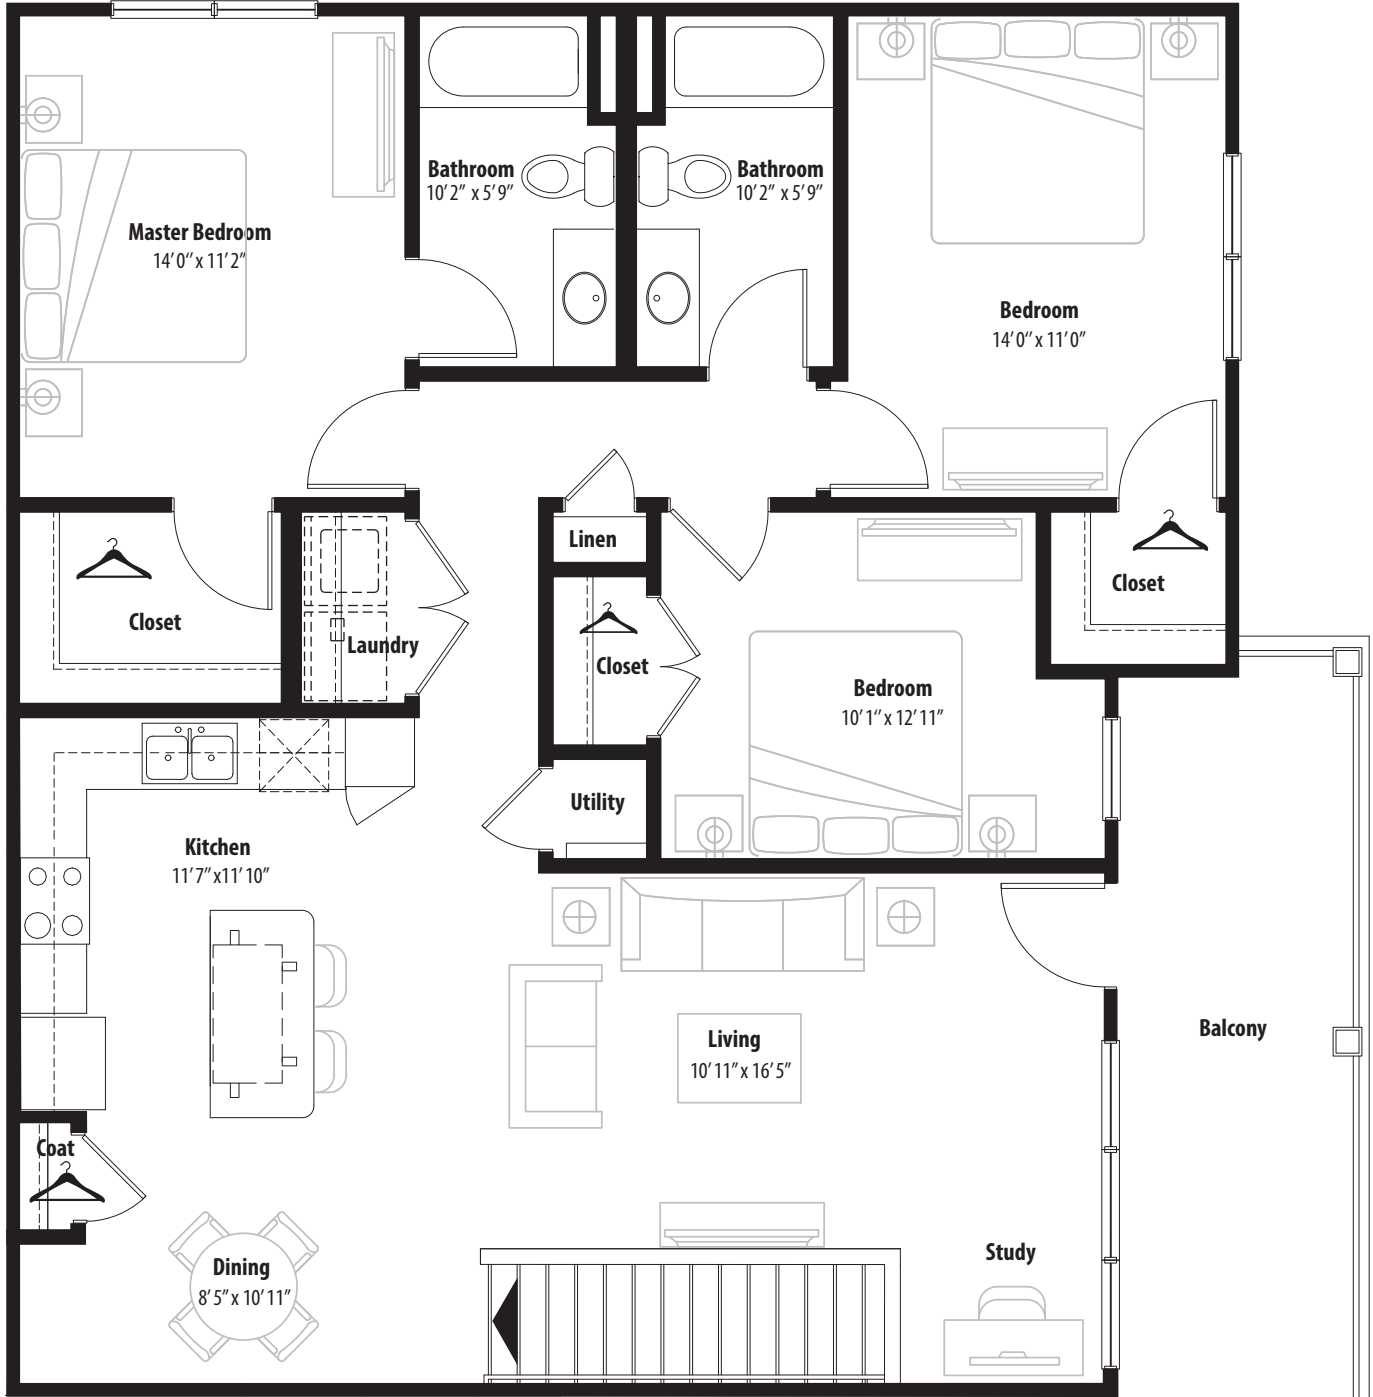 Bathroom
10'2" x 5'9"
Bathroom
10'2" x 5'9"
Master Bedroom
14'0" x 11'2"
Bedroom
14'0" x 11'0"
Linen
Closet
Closet
Laundry
Closet
Bedroom
10'1" x 12'11"
Utility
Kitchen
11'7" x11'10"
Living
10'11" x 16'5"
Balcony
Coat
Dining
8'5" x 10'11"
Study